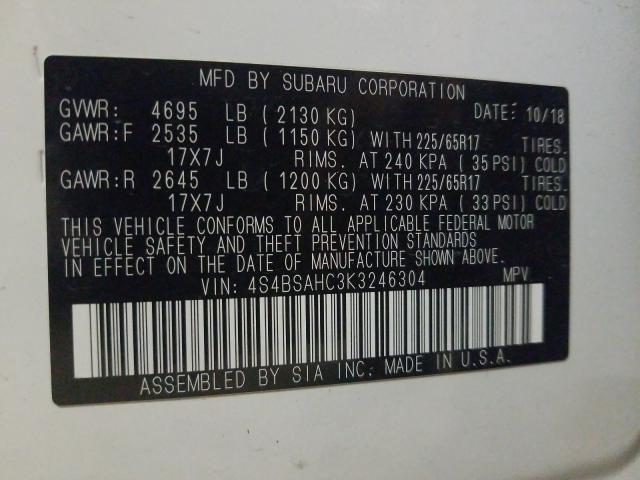 MFD BY SUBARU CORPORATION
GVWR: 4695 LB (2130 KG) DATE: 10/18
GAWR:F 2535 LB (1150 KG) WITH 225/65R17 TIRES.
17X7J RIMS. AT 240 KPA (35 PSI) COLD
GAWR:R 2645 LB (1200 KG) WITH 225/65R17 TIRES.
17X7J RIMS. AT 230 KPA (33 PSI) COLD
THIS VEHICLE CONFORMS TO ALL APPLICABLE FEDERAL MOTOR
VEHICLE SAFETY AND THEFT PREVENTION STANDARDS
IN EFFECT ON THE DATE OF MANUFACTURE SHOWN ABOVE.
VIN: 4S4BSAHC3K3246304 MPV
ASSEMBLED BY SIA INC: MADE IN U.S.A.